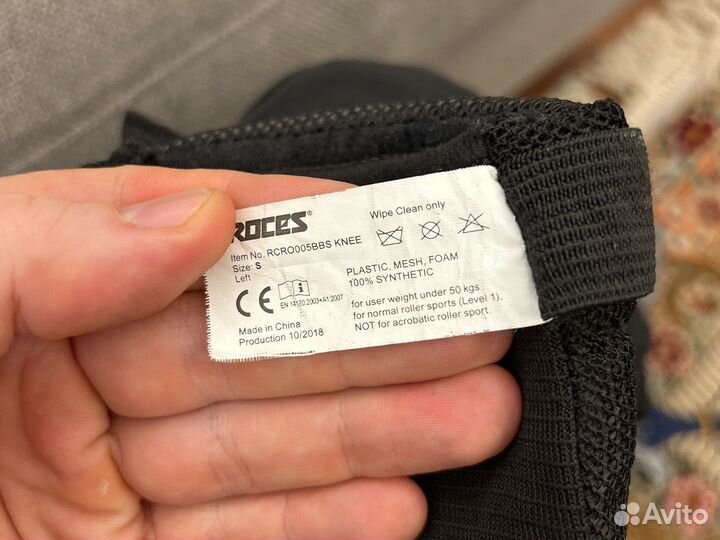 ROCES®
Item No. RCRO005BBS KNEE
Size: S
Left
CE
EN 14120:2003+A1:2007
Made in China
Production 10/2018
Wipe Clean only
PLASTIC, MESH, FOAM
100% SYNTHETIC
for user weight under 50 kgs
for normal roller sports (Level 1).
NOT for acrobatic roller sport.
Avito